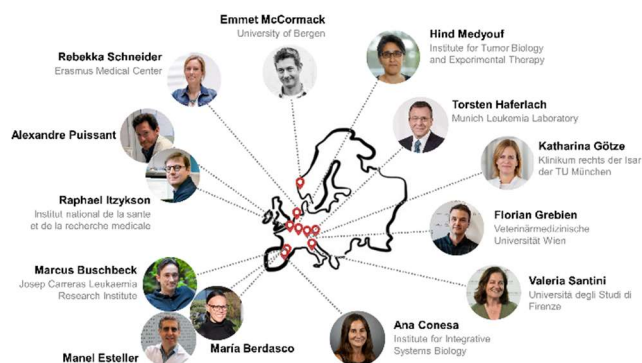 Emmet McCormack
University of Bergen
Hind Medyouf
Institute for Tumor Biology
and Experimental Therapy
Rebekka Schneider
Erasmus Medical Center
Torsten Haferlach
Munich Leukemia Laboratory
Alexandre Puissant
Katharina Götze
Klinikum rechts der Isar
der TU München
Raphael Itzykson
Institut national de la sante
et de la recherche medicale
Florian Grebien
Veterinärmedizinische
Universität Wien
Marcus Buschbeck
Josep Carreras Leukaemia
Research Institute
Valeria Santini
Università degli Studi di
Firenze
Ana Conesa
Institute for Integrative
Systems Biology
María Berdasco
Manel Esteller